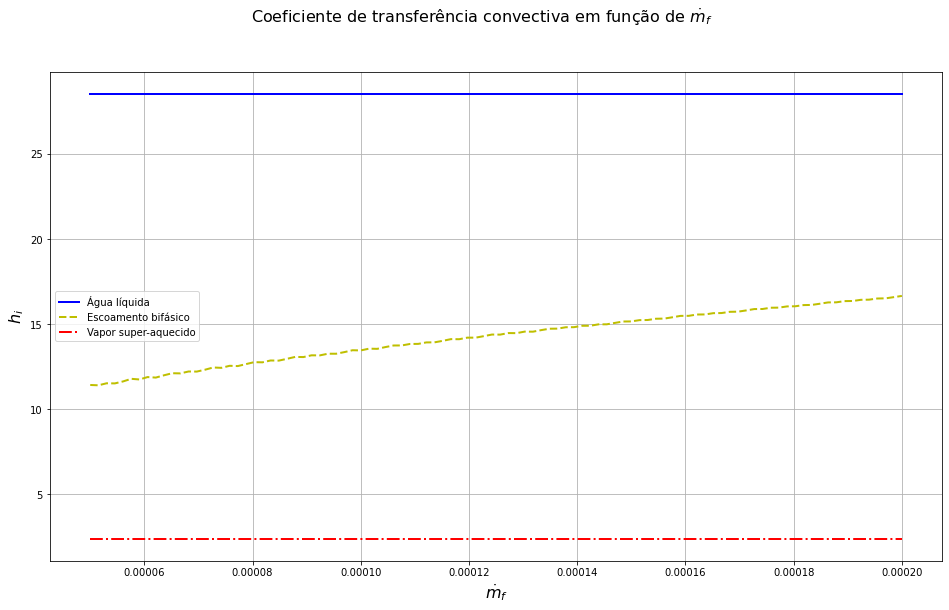 Coeficiente de transferência convectiva em função de ṁ_f
h_i
25
20
15
10
5
Água líquida
Escoamento bifásico
Vapor super-aquecido
0.00006 0.00008 0.00010 0.00012 0.00014 0.00016 0.00018 0.00020
ṁ_f